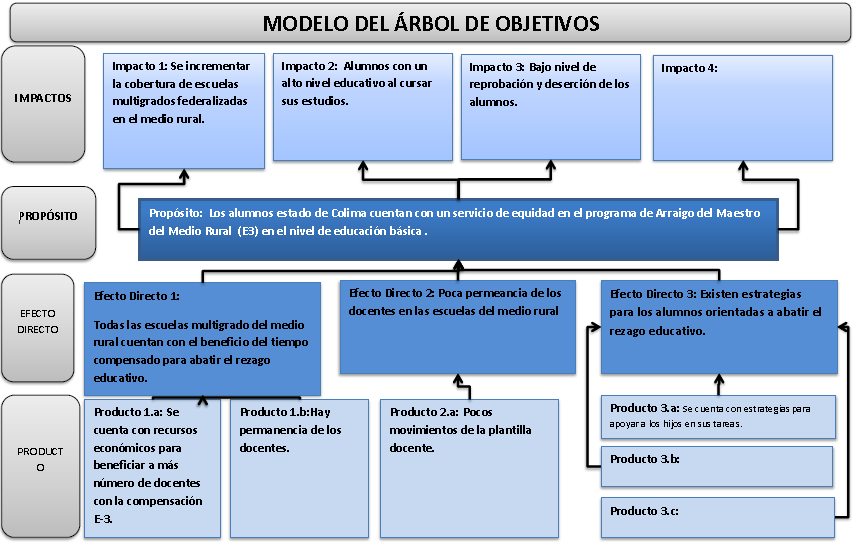 MODELO DEL ÁRBOL DE OBJETIVOS
IMPACTOS
Impacto 1: Se incrementar
la cobertura de escuelas
multigrados federalizadas
en el medio rural.
Impacto 2: Alumnos con un
alto nivel educativo al cursar
sus estudios.
Impacto 3: Bajo nivel de
reprobación y deserción de los
alumnos.
Impacto 4:
PROPÓSITO
Propósito: Los alumnos estado de Colima cuentan con un servicio de equidad en el programa de Arraigo del Maestro
del Medio Rural (E3) en el nivel de educación básica .
EFECTO
DIRECTO
Efecto Directo 1:
Todas las escuelas multigrado del medio
rural cuentan con el beneficio del tiempo
compensado para abatir el rezago
educativo.
Efecto Directo 2: Poca permeancia de los
docentes en las escuelas del medio rural
Efecto Directo 3: Existen estrategias
para los alumnos orientadas a abatir el
rezago educativo.
PRODUCT
O
Producto 1.a: Se
cuenta con recursos
económicos para
beneficiar a más
número de docentes
con la compensación
E-3.
Producto 1.b:Hay
permanencia de los
docentes.
Producto 2.a: Pocos
movimientos de la plantilla
docente.
Producto 3.a: Se cuenta con estrategias para
apoyar a los hijos en sus tareas.
Producto 3.b:
Producto 3.c: